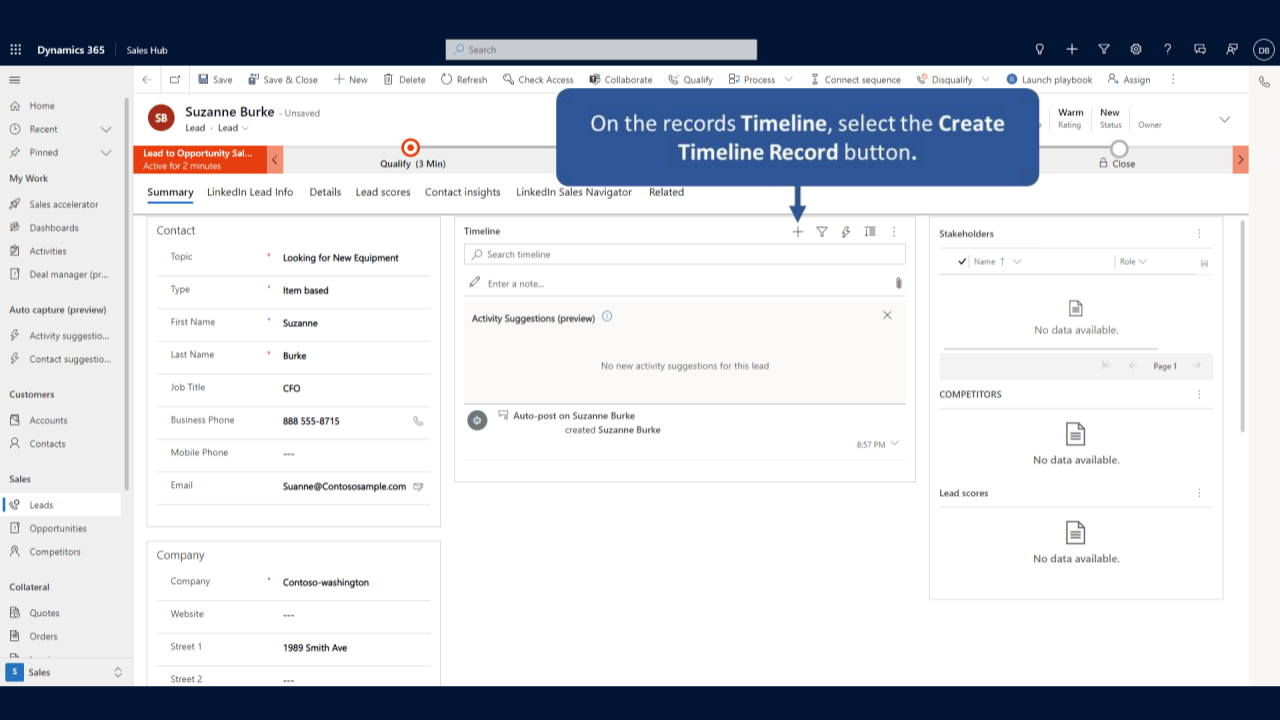 Dynamics 365
Sales Hub
Search
DB
Save
Save & Close
New
Delete
Refresh
Check Access
Collaborate
Qualify
Process
Connect sequence
Disqualify
Launch playbook
Assign
Home
Recent
Pinned
My Work
Sales accelerator
Dashboards
Activities
Deal manager (pr...
Auto capture (preview)
Activity suggestio...
Contact suggestio...
Customers
Accounts
Contacts
Sales
Leads
Opportunities
Competitors
Collateral
Quotes
Orders
S
Sales
SB
Suzanne Burke - Unsaved
Lead · Lead
Warm
Rating
New
Status
Owner
On the records Timeline, select the Create
Timeline Record button.
Lead to Opportunity Sal...
Active for 2 minutes
Qualify (3 Min)
Close
Summary
LinkedIn Lead Info
Details
Lead scores
Contact insights
LinkedIn Sales Navigator
Related
Contact
Topic * Looking for New Equipment
Type * Item based
First Name * Suzanne
Last Name * Burke
Job Title CFO
Business Phone 888 555-8715
Mobile Phone ---
Email Suanne@Contososample.com
Company
Company * Contoso-washington
Website ---
Street 1 1989 Smith Ave
Street 2 ---
Timeline
Search timeline
Enter a note...
Activity Suggestions (preview)
No new activity suggestions for this lead
Auto-post on Suzanne Burke
created Suzanne Burke
8:57 PM
Stakeholders
Name ↑
Role
No data available.
Page 1
COMPETITORS
No data available.
Lead scores
No data available.